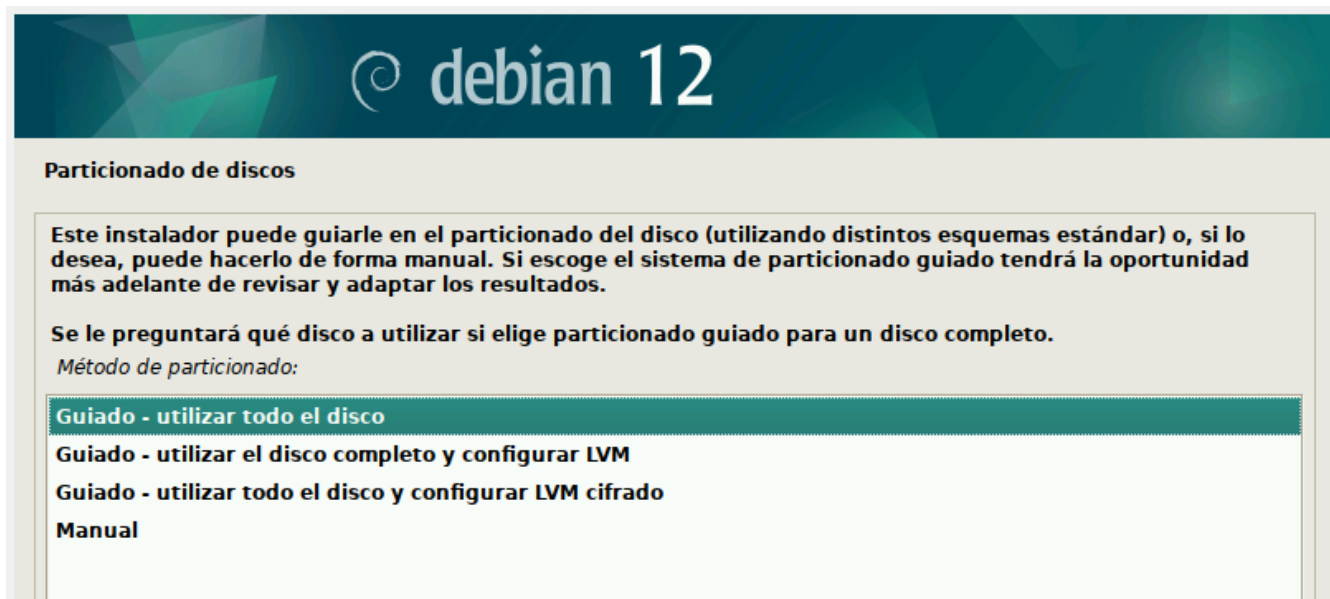 debian 12
Particionado de discos
Este instalador puede guiarle en el particionado del disco (utilizando distintos esquemas estándar) o, si lo
desea, puede hacerlo de forma manual. Si escoge el sistema de particionado guiado tendrá la oportunidad
más adelante de revisar y adaptar los resultados.
Se le preguntará qué disco a utilizar si elige particionado guiado para un disco completo.
Método de particionado:
Guiado - utilizar todo el disco
Guiado - utilizar el disco completo y configurar LVM
Guiado - utilizar todo el disco y configurar LVM cifrado
Manual